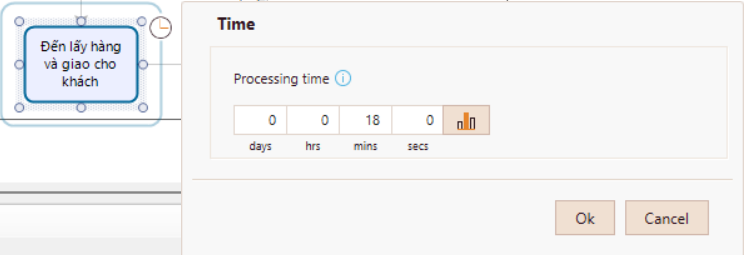 Đến lấy hàng
và giao cho
khách
Time
Processing time
0 0 18 0
days hrs mins secs
Ok Cancel